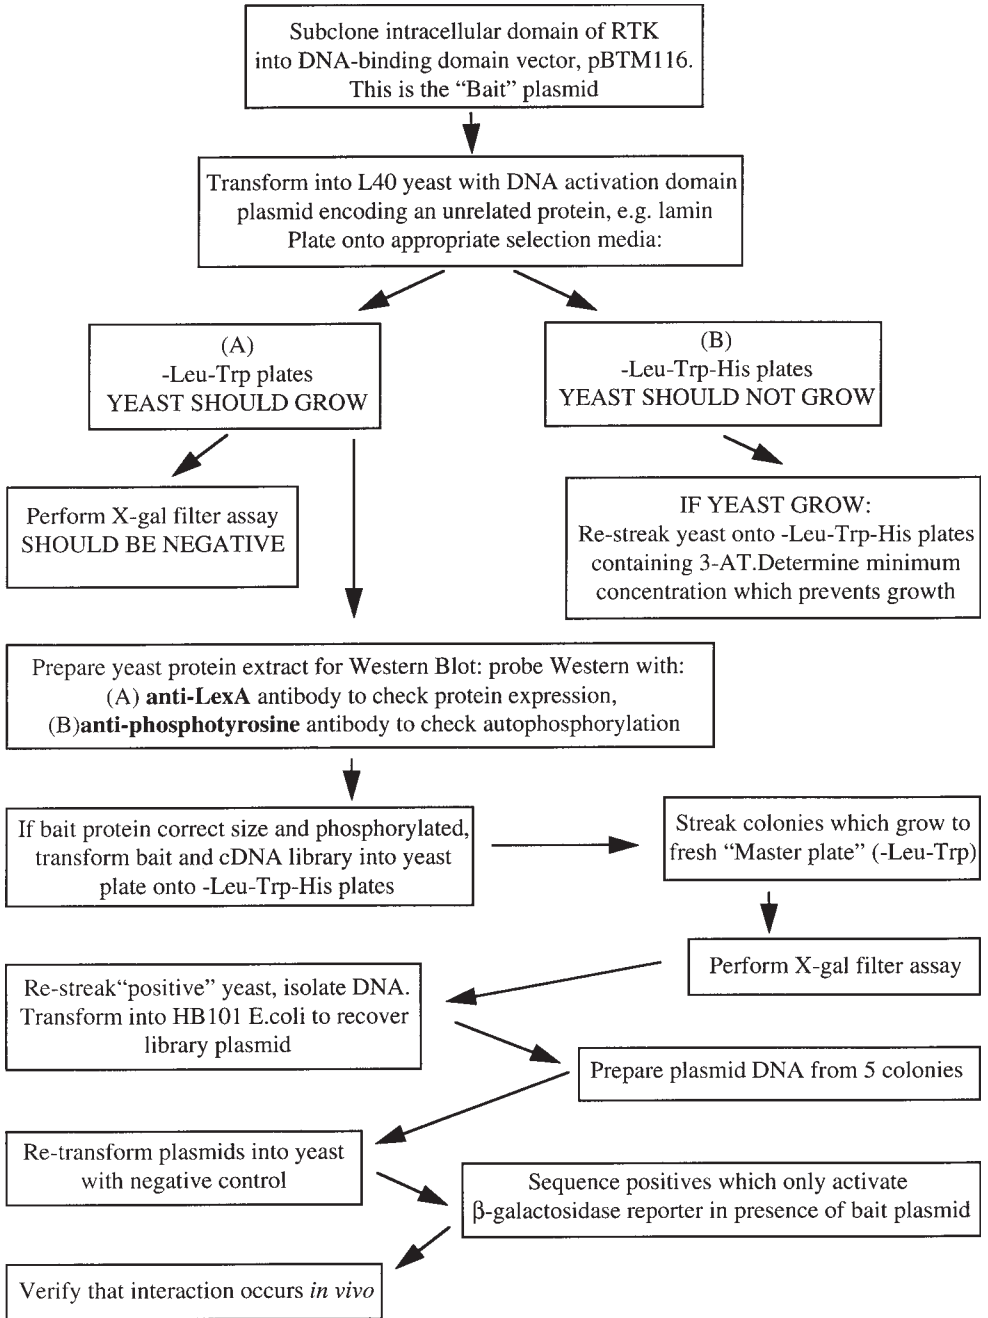 Subclone intracellular domain of RTK
into DNA-binding domain vector, pBTM116.
This is the “Bait” plasmid
Transform into L40 yeast with DNA activation domain
plasmid encoding an unrelated protein, e.g. lamin
Plate onto appropriate selection media:
(A)
-Leu-Trp plates
YEAST SHOULD GROW
(B)
-Leu-Trp-His plates
YEAST SHOULD NOT GROW
Perform X-gal filter assay
SHOULD BE NEGATIVE
IF YEAST GROW:
Re-streak yeast onto -Leu-Trp-His plates
containing 3-AT.Determine minimum
concentration which prevents growth
Prepare yeast protein extract for Western Blot: probe Western with:
(A) anti-LexA antibody to check protein expression,
(B)anti-phosphotyrosine antibody to check autophosphorylation
If bait protein correct size and phosphorylated,
transform bait and cDNA library into yeast
plate onto -Leu-Trp-His plates
Streak colonies which grow to
fresh “Master plate” (-Leu-Trp)
Perform X-gal filter assay
Re-streak“positive” yeast, isolate DNA.
Transform into HB101 E.coli to recover
library plasmid
Prepare plasmid DNA from 5 colonies
Re-transform plasmids into yeast
with negative control
Sequence positives which only activate
β-galactosidase reporter in presence of bait plasmid
Verify that interaction occurs in vivo